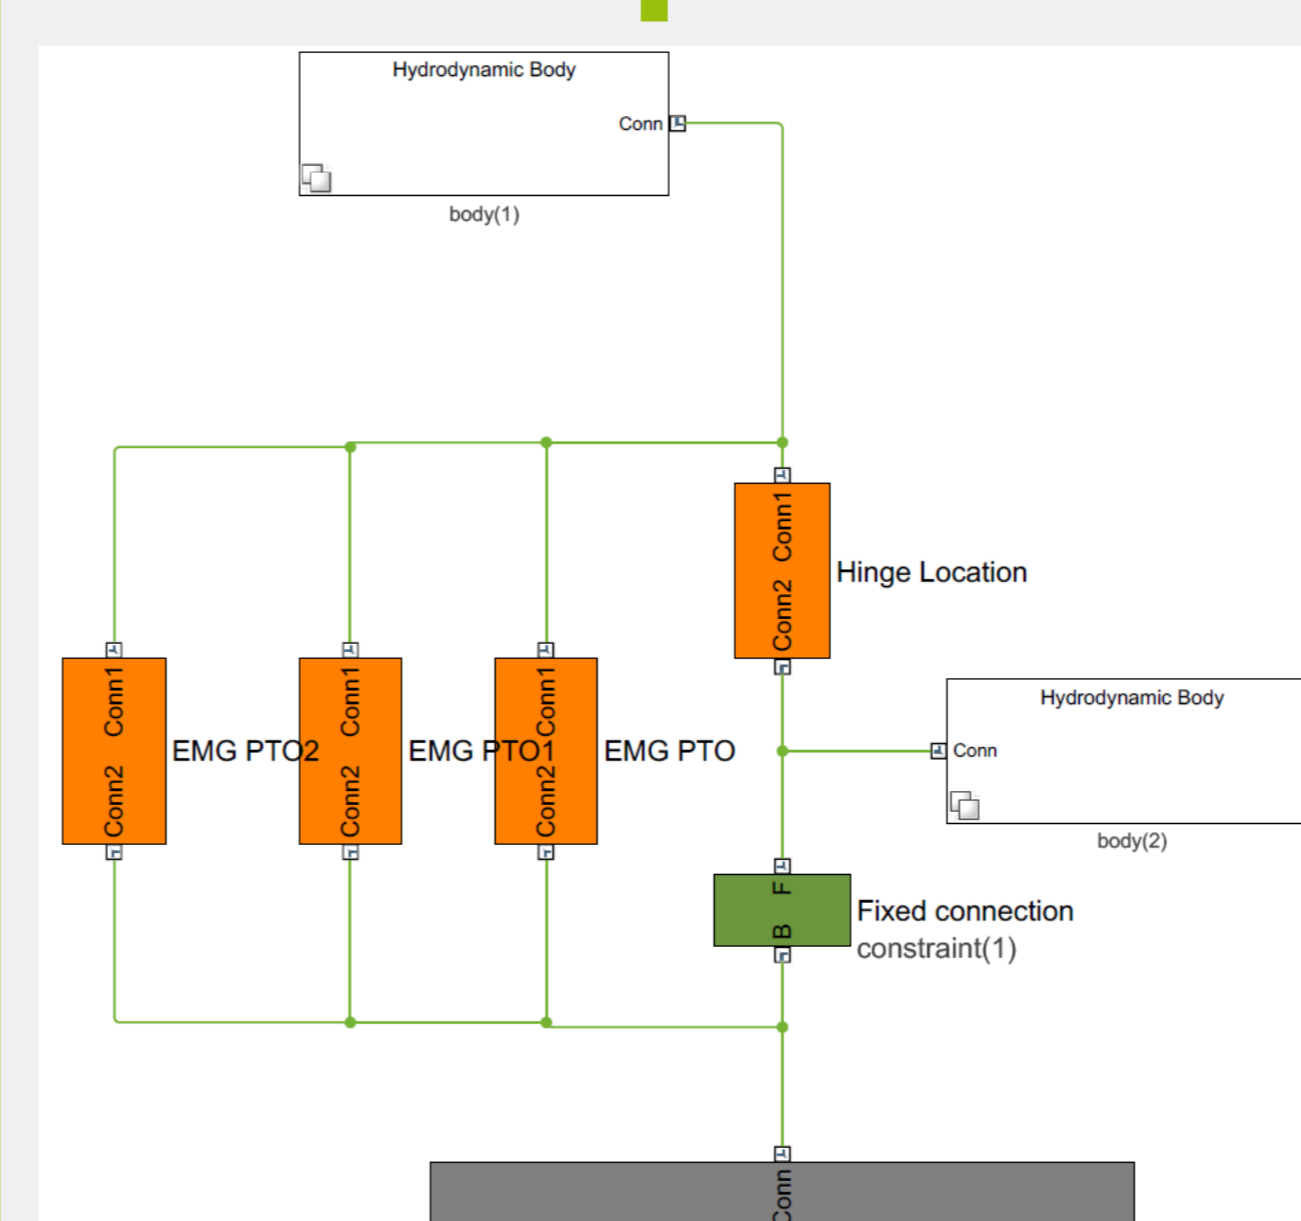 Hydrodynamic Body
Conn
body(1)
Conn1
Conn2
Hinge Location
Hydrodynamic Body
Conn
body(2)
Conn1
Conn2
EMG PTO2
Conn1
Conn2
EMG PTO1
Conn1
Conn2
EMG PTO
F
B
Fixed connection
constraint(1)
Conn